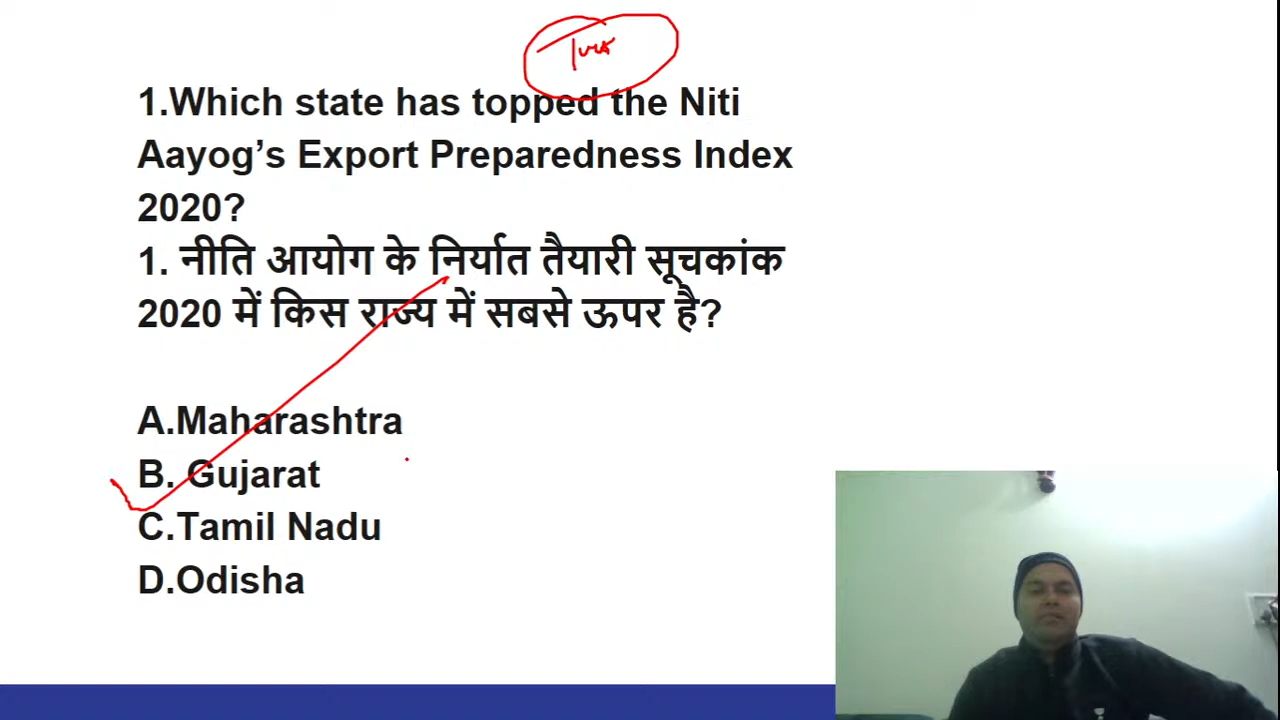 1.Which state has topped the Niti
Aayog’s Export Preparedness Index
2020?
1. नीति आयोग के निर्यात तैयारी सूचकांक
2020 में किस राज्य में सबसे ऊपर है?
A.Maharashtra
B. Gujarat
C.Tamil Nadu
D.Odisha